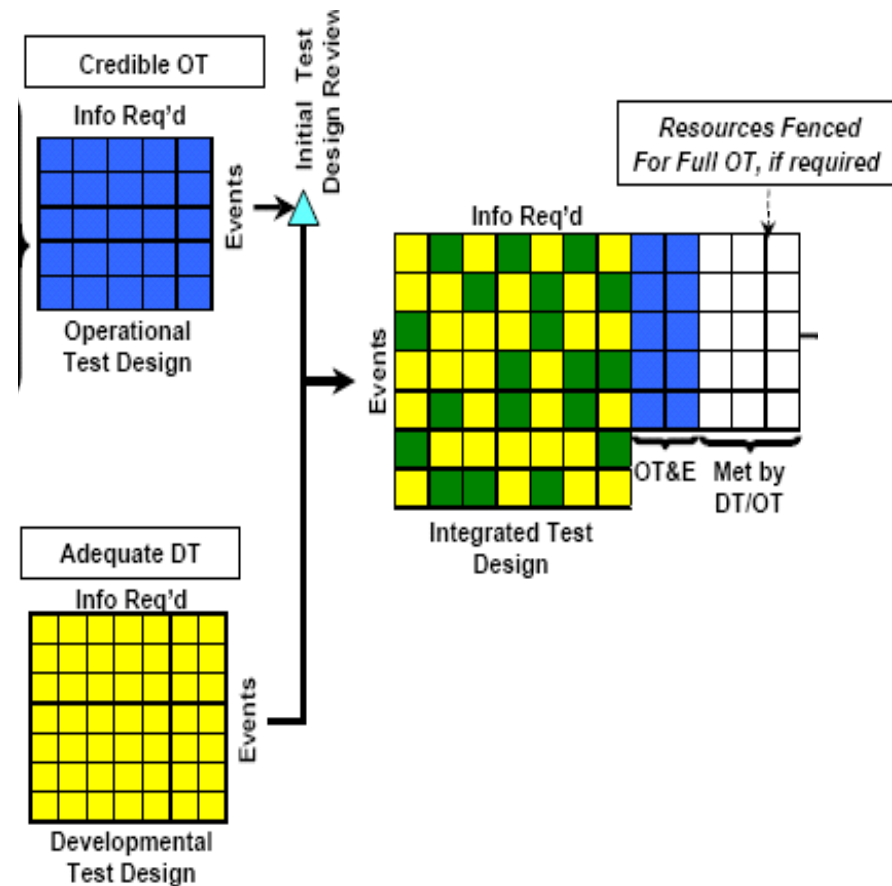 Credible OT
Info Req'd
Events
Operational
Test Design
Initial Test
Design Review
Adequate DT
Info Req'd
Events
Developmental
Test Design
Info Req'd
Events
Integrated Test
Design
Resources Fenced
For Full OT, if required
OT&E
Met by
DT/OT